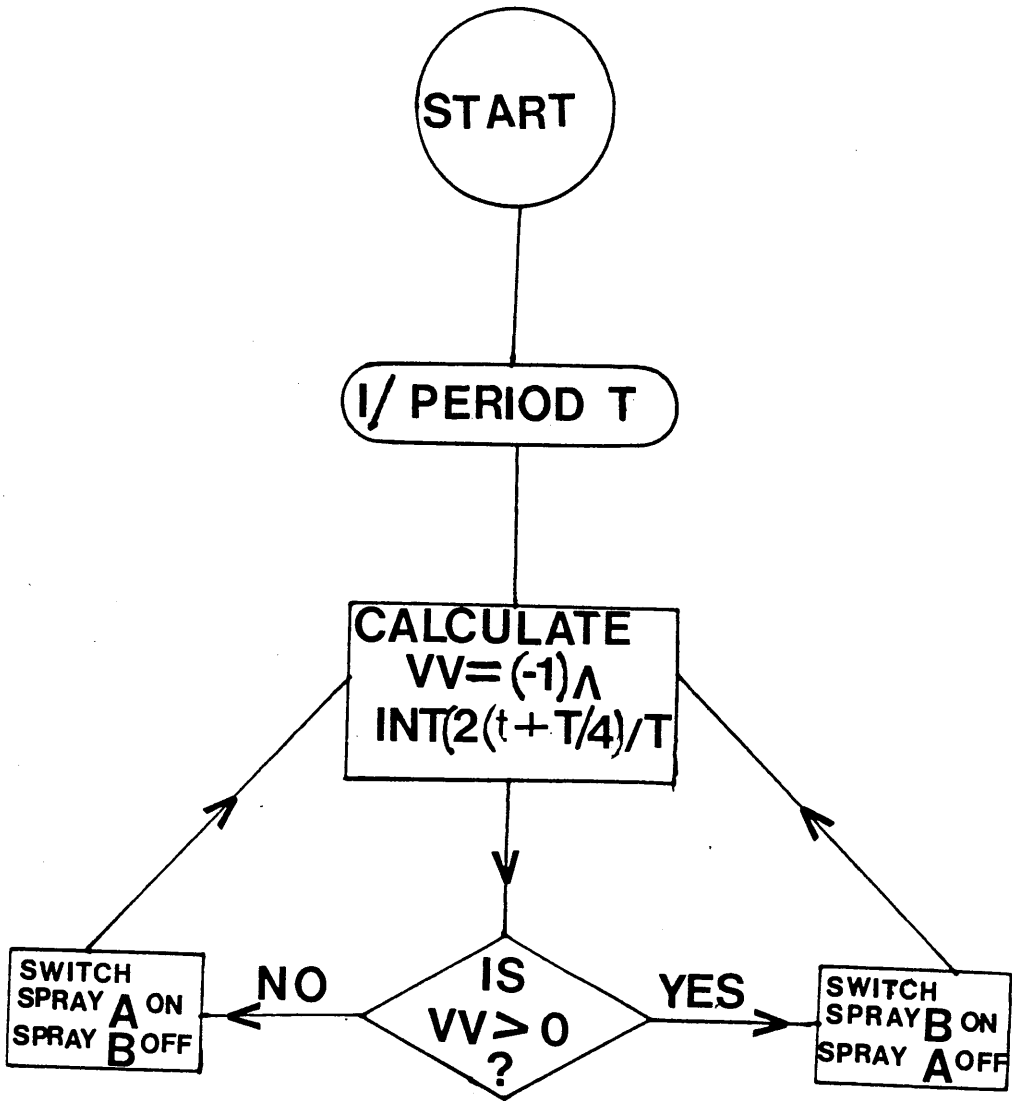 START
I/ PERIOD T
CALCULATE
VV=(-1)∧
INT(2(t+T/4)/T
IS
VV>0
?
NO
YES
SWITCH
SPRAY A ON
SPRAY B OFF
SWITCH
SPRAY B ON
SPRAY A OFF